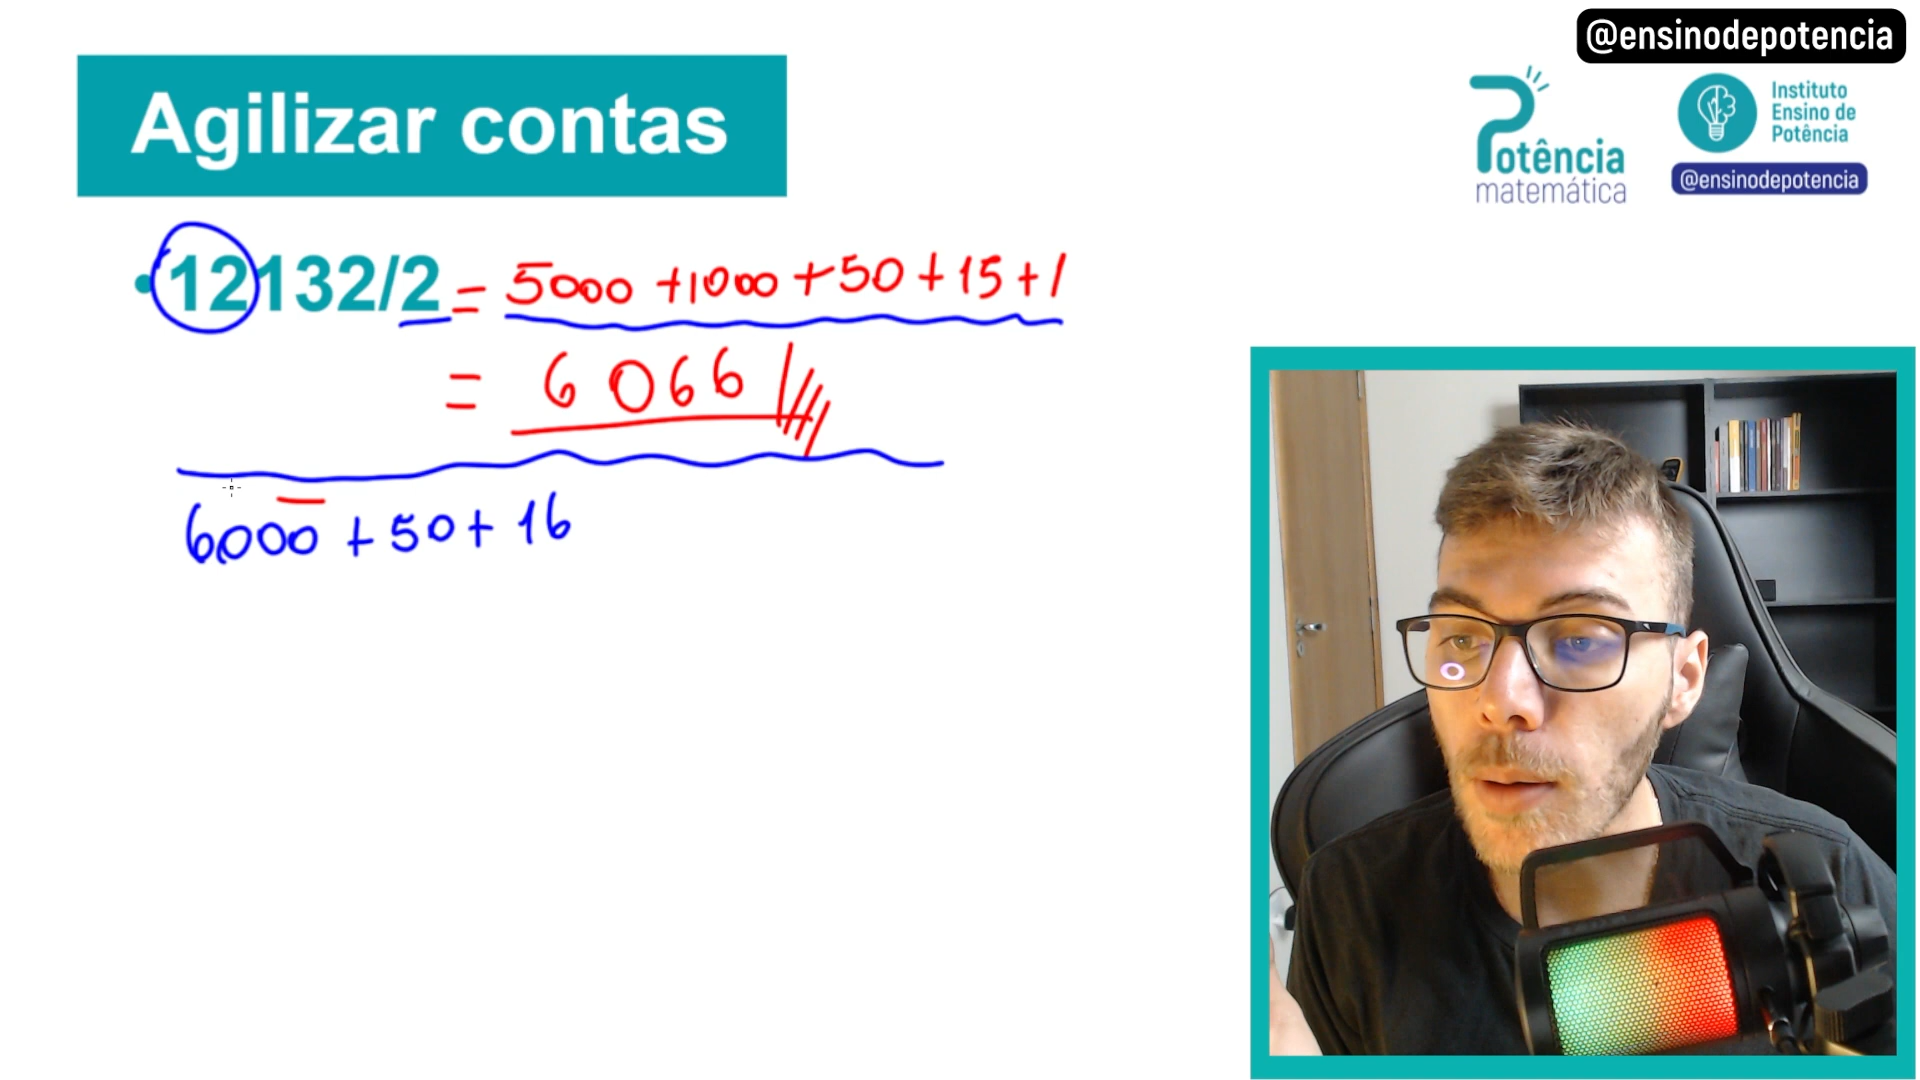 @ensinodepotencia
Agilizar contas
Potência
matemática
Instituto
Ensino de
Potência
@ensinodepotencia
•12132/2 = 5000 + 1000 + 50 + 15 + 1
= 6066
6000 + 50 + 16